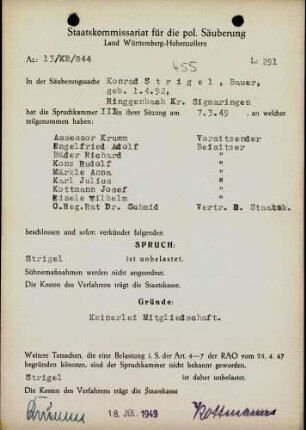 Staatskommissariat für die pol. Säuberung
Land Württemberg-Hohenzollern
Az.: 13/KB/844 L: 291
455
In der Säuberungssache Konrad Strigel, Bauer,
geb. 1.4.92,
Ringgenbach Kr. Sigmaringen
hat die Spruchkammer III in ihrer Sitzung am 7.3.49, an welcher
teilgenommen haben:
Assessor Krumm Vorsitzender
Engelfried Adolf Beisitzer
Bäder Richard "
Kons Rudolf "
Märkle Anna "
Karl Julius "
Kottmann Josef "
Eisele Wilhelm "
O.Reg.Rat Dr. Schmid Vertr. D. Staatsk.
beschlossen und sofort verkündet folgenden
SPRUCH:
Strigel ist unbelastet.
Sühnemaßnahmen werden nicht angeordnet.
Die Kosten des Verfahrens trägt die Staatskasse.
Gründe:
Keinerlei Mitgliedschaft.
Weitere Tatsachen, die eine Belastung i. S. der Art. 4-7 der RAO vom 25. 4. 47
begründen könnten, sind der Spruchkammer nicht bekannt geworden.
Strigel ist daher unbelastet.
Die Kosten des Verfahrens trägt die Staatskasse
Krumm 18. JUL. 1949 Kottmann